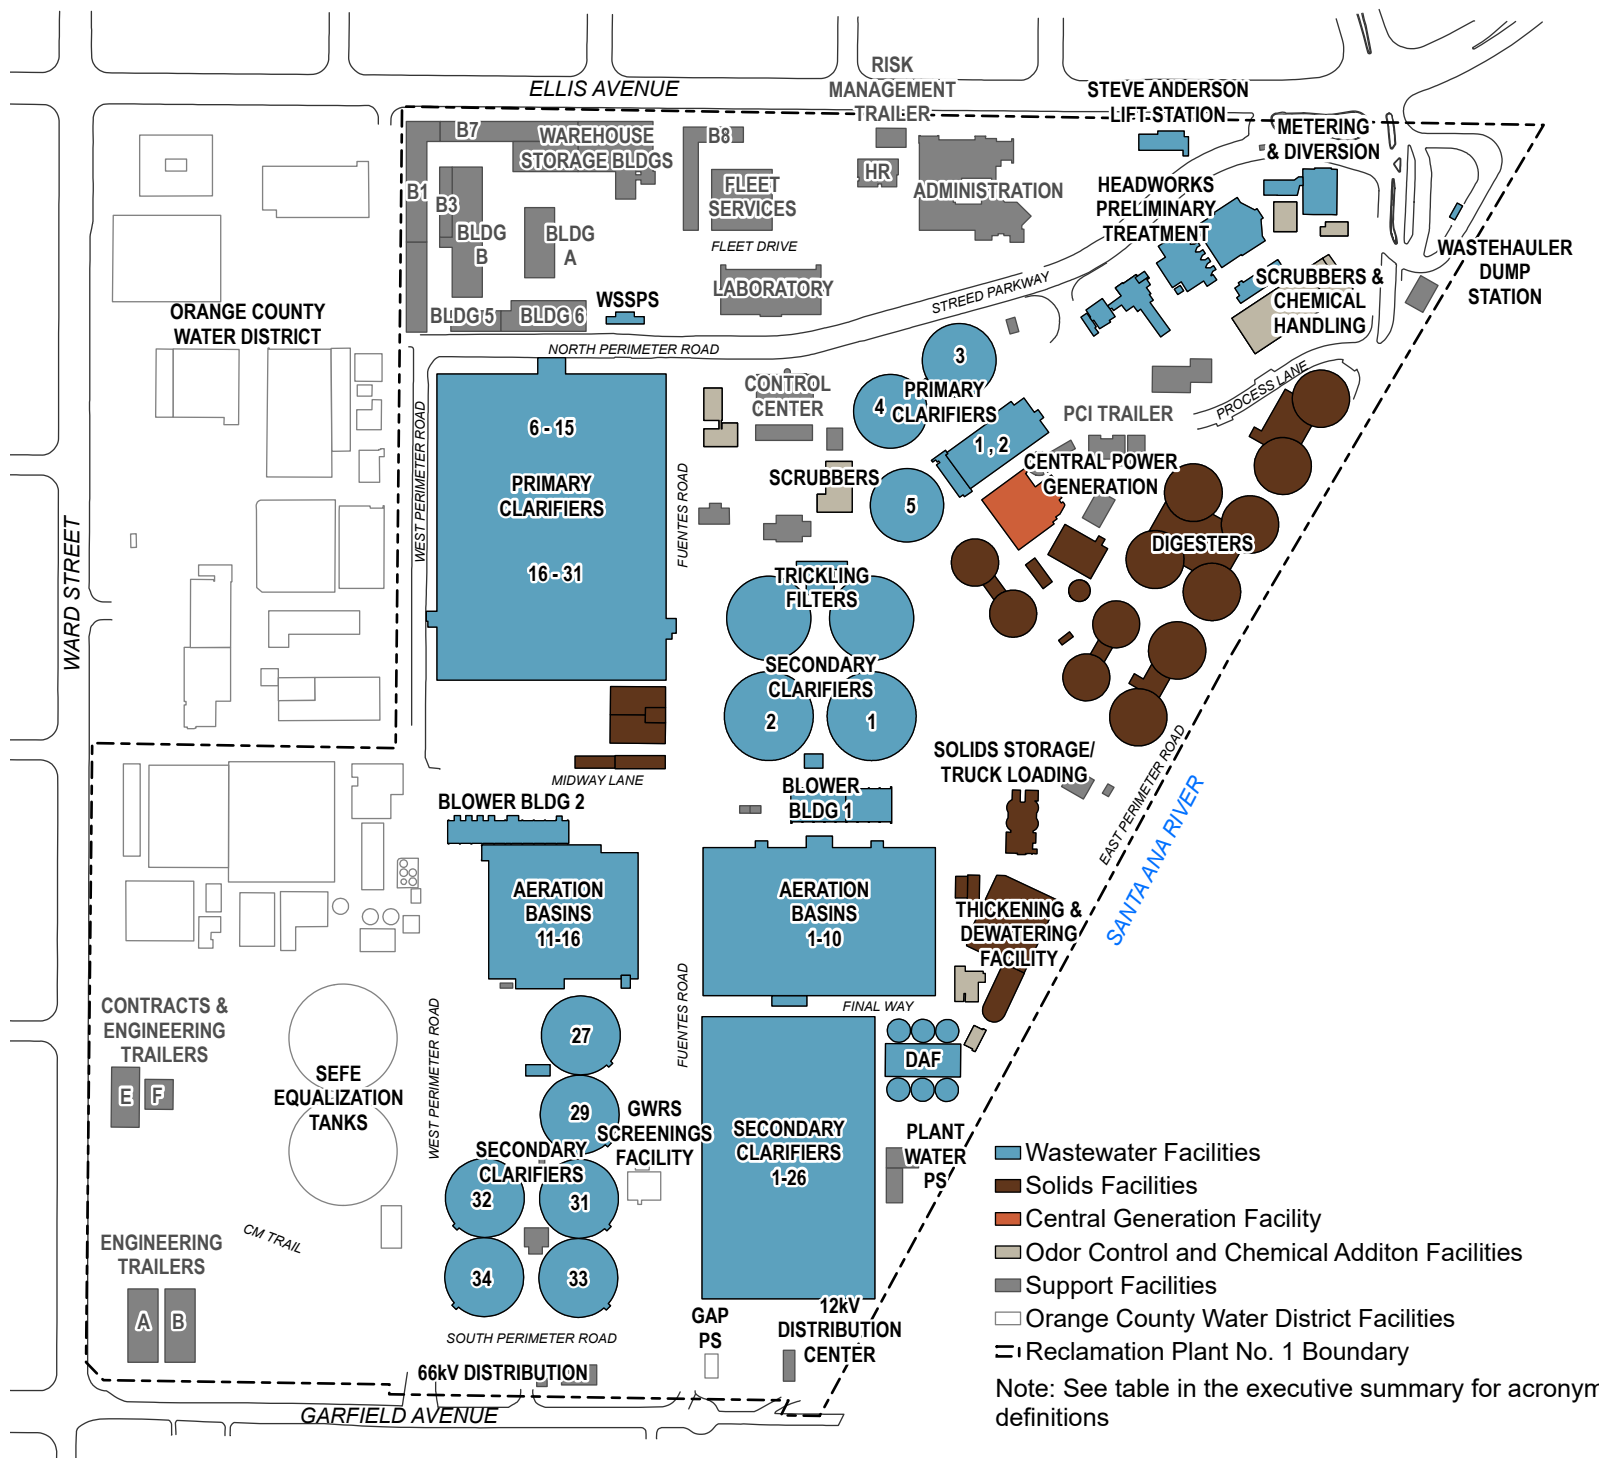 ELLIS AVENUE
RISK
MANAGEMENT
TRAILER
STEVE ANDERSON
LIFT STATION
METERING
& DIVERSION
B7
WAREHOUSE
STORAGE BLDGS
B8
B1
B3
BLDG
B
BLDG
A
FLEET
SERVICES
FLEET DRIVE
HR
ADMINISTRATION
HEADWORKS
PRELIMINARY
TREATMENT
WASTEHAULER
DUMP
STATION
SCRUBBERS &
CHEMICAL
HANDLING
LABORATORY
STREED PARKWAY
WSSPS
BLDG 5
BLDG 6
ORANGE COUNTY
WATER DISTRICT
NORTH PERIMETER ROAD
3
PRIMARY
CLARIFIERS
4
1 , 2
5
CONTROL
CENTER
PCI TRAILER
PROCESS LANE
6 - 15
PRIMARY
CLARIFIERS
16 - 31
WEST PERIMETER ROAD
FUENTES ROAD
SCRUBBERS
CENTRAL POWER
GENERATION
DIGESTERS
WARD STREET
TRICKLING
FILTERS
SECONDARY
CLARIFIERS
2
1
MIDWAY LANE
SOLIDS STORAGE/
TRUCK LOADING
EAST PERIMETER ROAD
SANTA ANA RIVER
BLOWER BLDG 2
BLOWER
BLDG 1
AERATION
BASINS
11-16
AERATION
BASINS
1-10
THICKENING &
DEWATERING
FACILITY
FINAL WAY
CONTRACTS &
ENGINEERING
TRAILERS
E
F
SEFE
EQUALIZATION
TANKS
WEST PERIMETER ROAD
FUENTES ROAD
27
29
GWRS
SCREENINGS
FACILITY
SECONDARY
CLARIFIERS
32
31
34
33
DAF
SECONDARY
CLARIFIERS
1-26
PLANT
WATER
PS
CM TRAIL
ENGINEERING
TRAILERS
A
B
SOUTH PERIMETER ROAD
GAP
PS
12kV
DISTRIBUTION
CENTER
66kV DISTRIBUTION
GARFIELD AVENUE
Wastewater Facilities
Solids Facilities
Central Generation Facility
Odor Control and Chemical Additon Facilities
Support Facilities
Orange County Water District Facilities
Reclamation Plant No. 1 Boundary
Note: See table in the executive summary for acronym
definitions